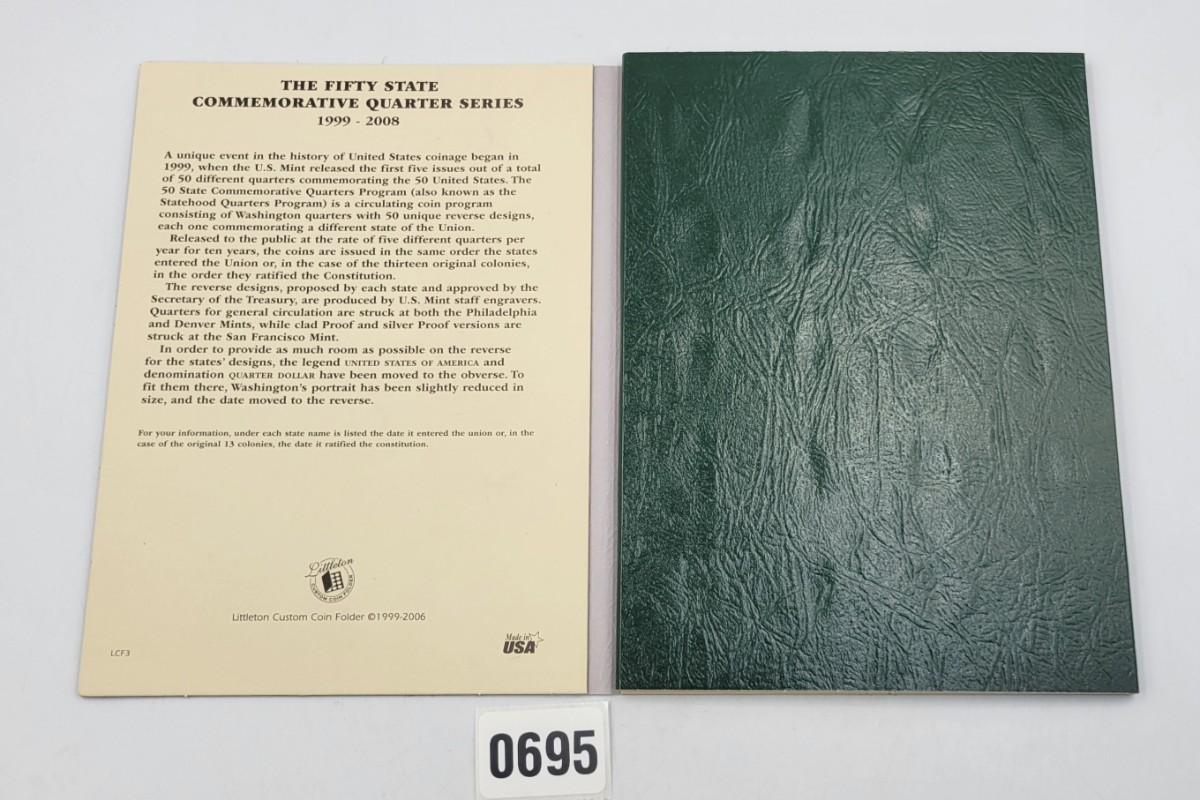 THE FIFTY STATE
COMMEMORATIVE QUARTER SERIES
1999 - 2008
A unique event in the history of United States coinage began in
1999, when the U.S. Mint released the first five issues out of a total
of 50 different quarters commemorating the 50 United States. The
50 State Commemorative Quarters Program (also known as the
Statehood Quarters Program) is a circulating coin program
consisting of Washington quarters with 50 unique reverse designs,
each one commemorating a different state of the Union.
Released to the public at the rate of five different quarters per
year for ten years, the coins are issued in the same order the states
entered the Union or, in the case of the thirteen original colonies,
in the order they ratified the Constitution.
The reverse designs, proposed by each state and approved by the
Secretary of the Treasury, are produced by U.S. Mint staff engravers.
Quarters for general circulation are struck at both the Philadelphia
and Denver Mints, while clad Proof and silver Proof versions are
struck at the San Francisco Mint.
In order to provide as much room as possible on the reverse
for the states' designs, the legend UNITED STATES OF AMERICA and
denomination QUARTER DOLLAR have been moved to the obverse. To
fit them there, Washington's portrait has been slightly reduced in
size, and the date moved to the reverse.
For your information, under each state name is listed the date it entered the union or, in the
case of the original 13 colonies, the date it ratified the constitution.
Littleton
CUSTOM COIN FOLDER
Littleton Custom Coin Folder ©1999-2006
LCF3
Made in
USA
0695